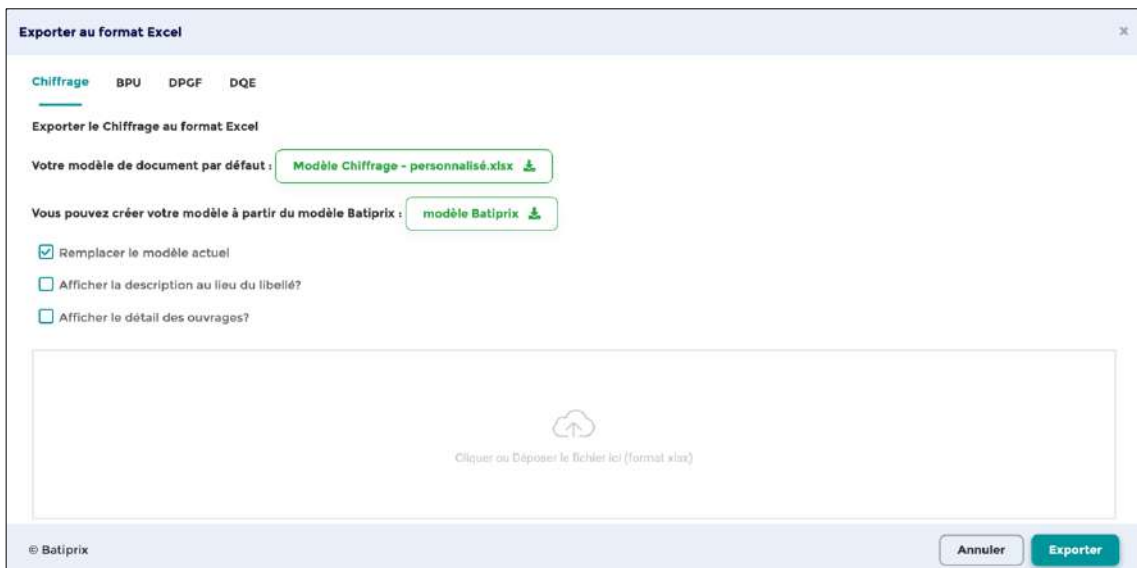 Exporter au format Excel
Chiffrage BPU DPGF DQE
Exporter le Chiffrage au format Excel
Votre modèle de document par défaut : Modèle Chiffrage - personnalisé.xlsx
Vous pouvez créer votre modèle à partir du modèle Batiprix : modèle Batiprix
Remplacer le modèle actuel
Afficher la description au lieu du libellé?
Afficher le détail des ouvrages?
Cliquer ou Déposer le fichier ici (format xlsx)
© Batiprix Annuler Exporter